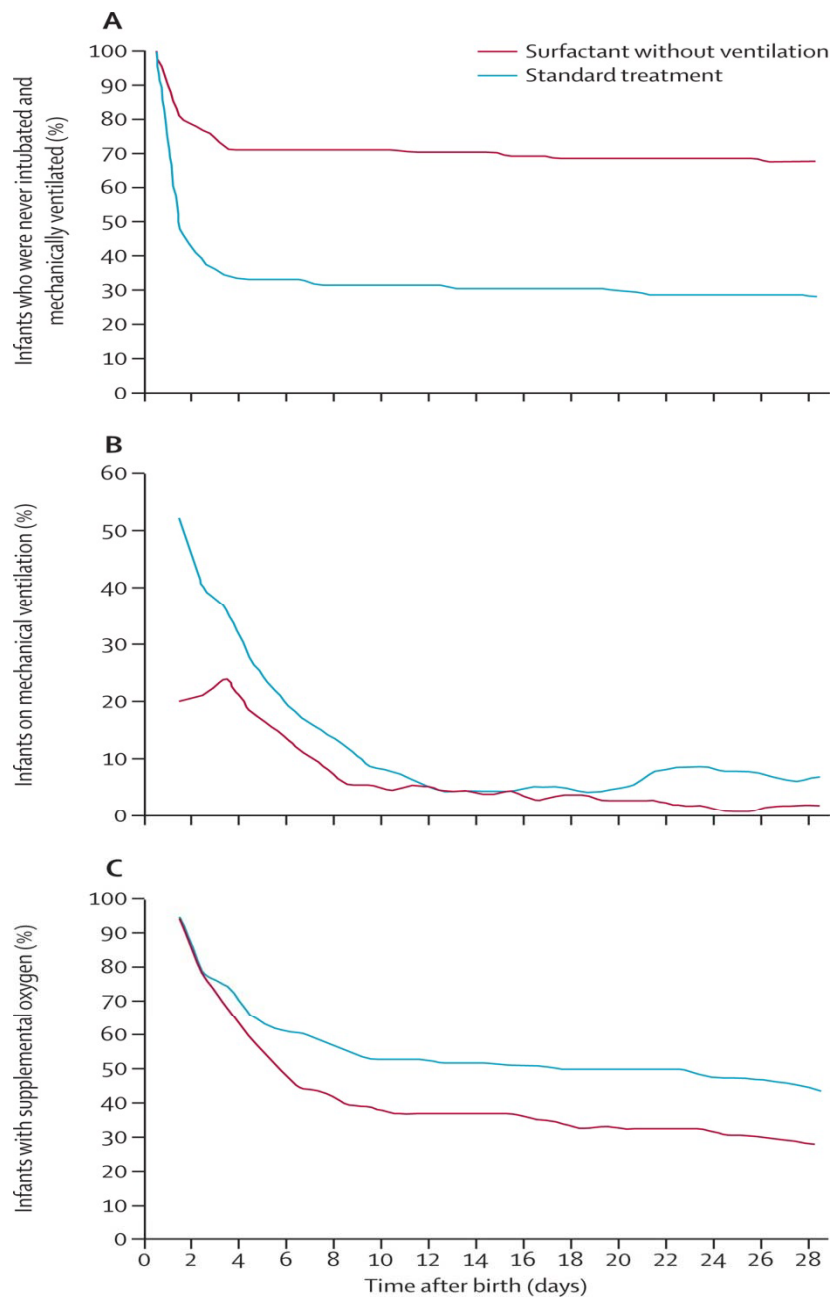 A
Surfactant without ventilation
Standard treatment
Infants who were never intubated and
mechanically ventilated (%)
100
90
80
70
60
50
40
30
20
10
0
B
Infants on mechanical ventilation (%)
60
50
40
30
20
10
0
C
Infants with supplemental oxygen (%)
100
90
80
70
60
50
40
30
20
10
0
0 2 4 6 8 10 12 14 16 18 20 22 24 26 28
Time after birth (days)